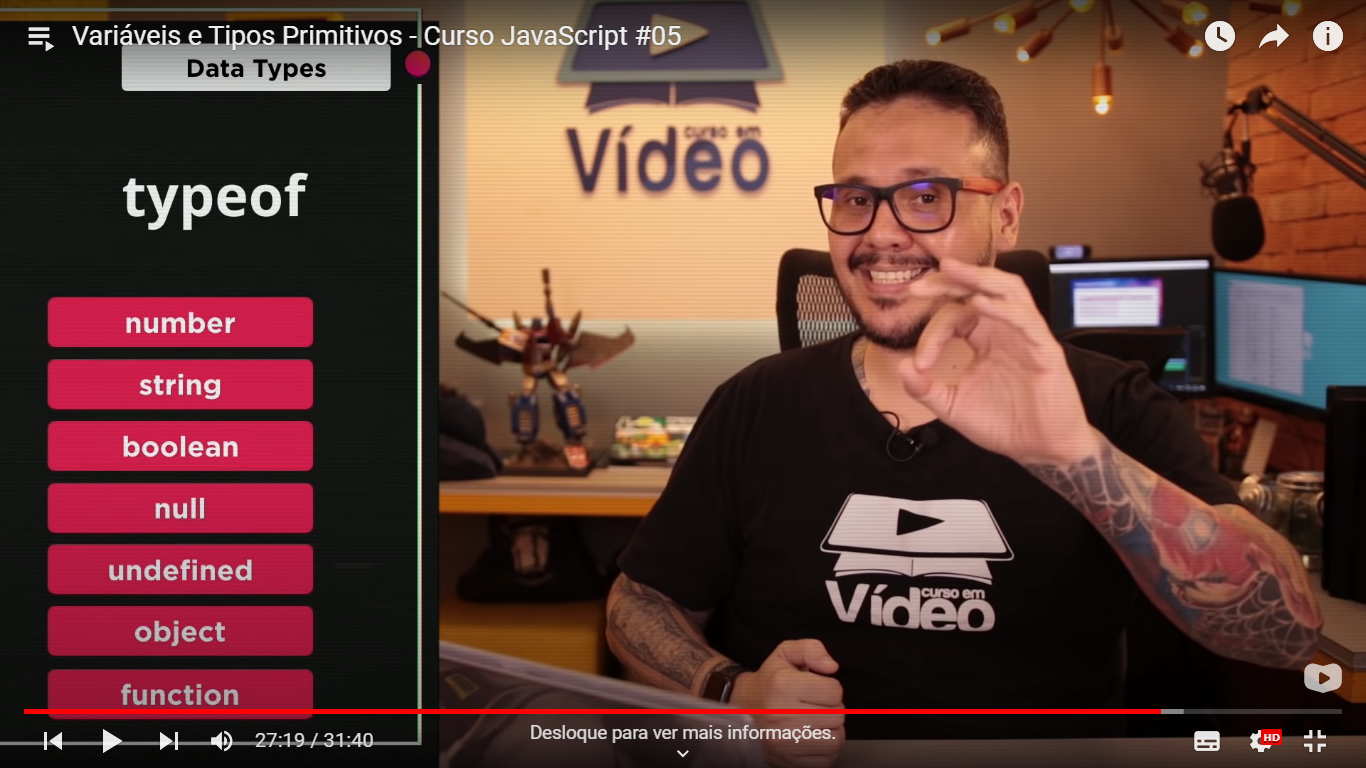 Variáveis e Tipos Primitivos - Curso JavaScript #05
Data Types
typeof
number
string
boolean
null
undefined
object
function
curso em
Vídeo
curso em
Vídeo
27:19 / 31:40
Desloque para ver mais informações.
HD